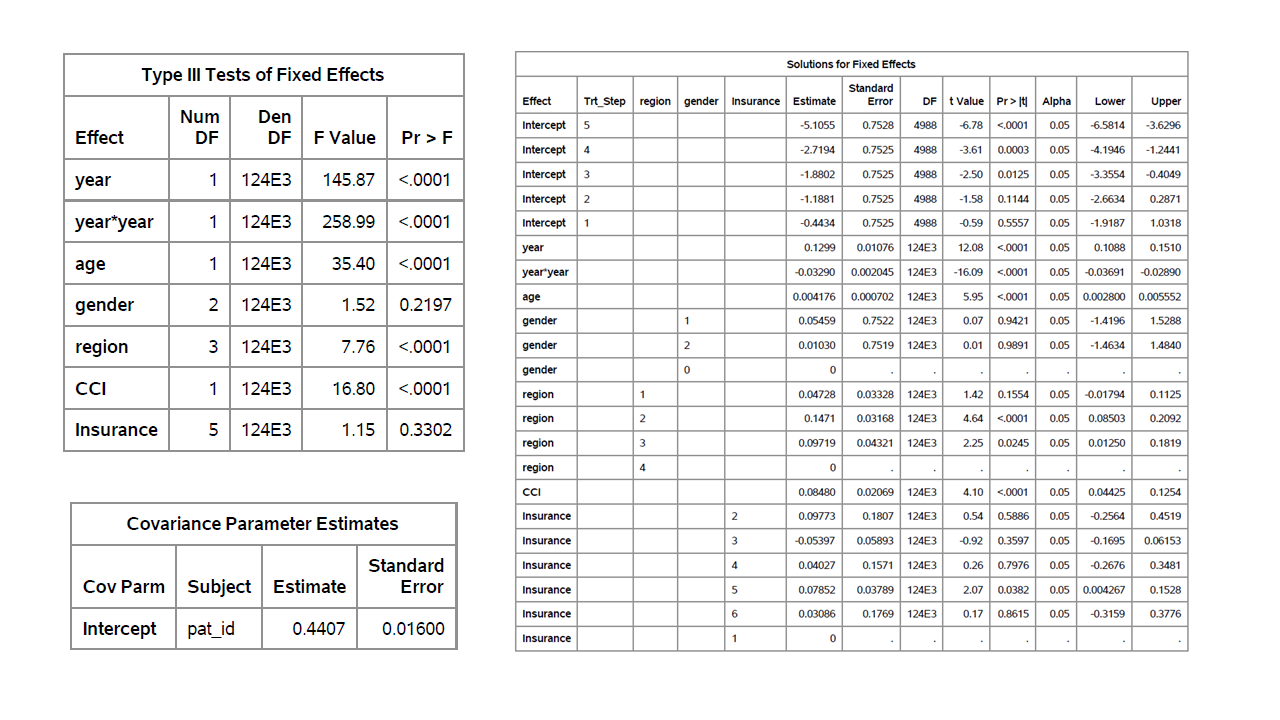 Type III Tests of Fixed Effects
Effect Num DF Den DF F Value Pr > F
year 1 124E3 145.87 <.0001
year*year 1 124E3 258.99 <.0001
age 1 124E3 35.40 <.0001
gender 2 124E3 1.52 0.2197
region 3 124E3 7.76 <.0001
CCI 1 124E3 16.80 <.0001
Insurance 5 124E3 1.15 0.3302
Covariance Parameter Estimates
Cov Parm Subject Estimate Standard Error
Intercept pat_id 0.4407 0.01600
Solutions for Fixed Effects
Effect Trt_Step region gender Insurance Estimate Standard Error DF t Value Pr > |t| Alpha Lower Upper
Intercept 5 -5.1055 0.7528 4988 -6.78 <.0001 0.05 -6.5814 -3.6296
Intercept 4 -2.7194 0.7525 4988 -3.61 0.0003 0.05 -4.1946 -1.2441
Intercept 3 -1.8802 0.7525 4988 -2.50 0.0125 0.05 -3.3554 -0.4049
Intercept 2 -1.1881 0.7525 4988 -1.58 0.1144 0.05 -2.6634 0.2871
Intercept 1 -0.4434 0.7525 4988 -0.59 0.5557 0.05 -1.9187 1.0318
year 0.1299 0.01076 124E3 12.08 <.0001 0.05 0.1088 0.1510
year*year -0.03290 0.002045 124E3 -16.09 <.0001 0.05 -0.03691 -0.02890
age 0.004176 0.000702 124E3 5.95 <.0001 0.05 0.002800 0.005552
gender 1 0.05459 0.7522 124E3 0.07 0.9421 0.05 -1.4196 1.5288
gender 2 0.01030 0.7519 124E3 0.01 0.9891 0.05 -1.4634 1.4840
gender 0 0 . . . . . . .
region 1 0.04728 0.03328 124E3 1.42 0.1554 0.05 -0.01794 0.1125
region 2 0.1471 0.03168 124E3 4.64 <.0001 0.05 0.08503 0.2092
region 3 0.09719 0.04321 124E3 2.25 0.0245 0.05 0.01250 0.1819
region 4 0 . . . . . . .
CCI 0.08480 0.02069 124E3 4.10 <.0001 0.05 0.04425 0.1254
Insurance 2 0.09773 0.1807 124E3 0.54 0.5886 0.05 -0.2564 0.4519
Insurance 3 -0.05397 0.05893 124E3 -0.92 0.3597 0.05 -0.1695 0.06153
Insurance 4 0.04027 0.1571 124E3 0.26 0.7976 0.05 -0.2676 0.3481
Insurance 5 0.07852 0.03789 124E3 2.07 0.0382 0.05 0.004267 0.1528
Insurance 6 0.03086 0.1769 124E3 0.17 0.8615 0.05 -0.3159 0.3776
Insurance 1 0 . . . . . . .